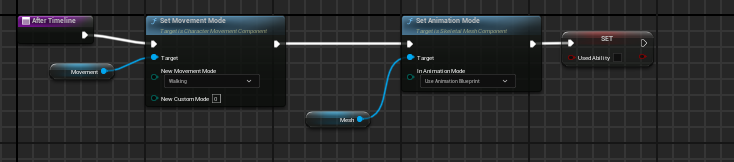 After Timeline
Set Movement Mode
Target is Character Movement Component
Target
Movement
New Movement Mode
Walking
New Custom Mode 0
Mesh
Set Animation Mode
Target is Skeletal Mesh Component
Target
In Animation Mode
Use Animation Blueprint
SET
Used Ability